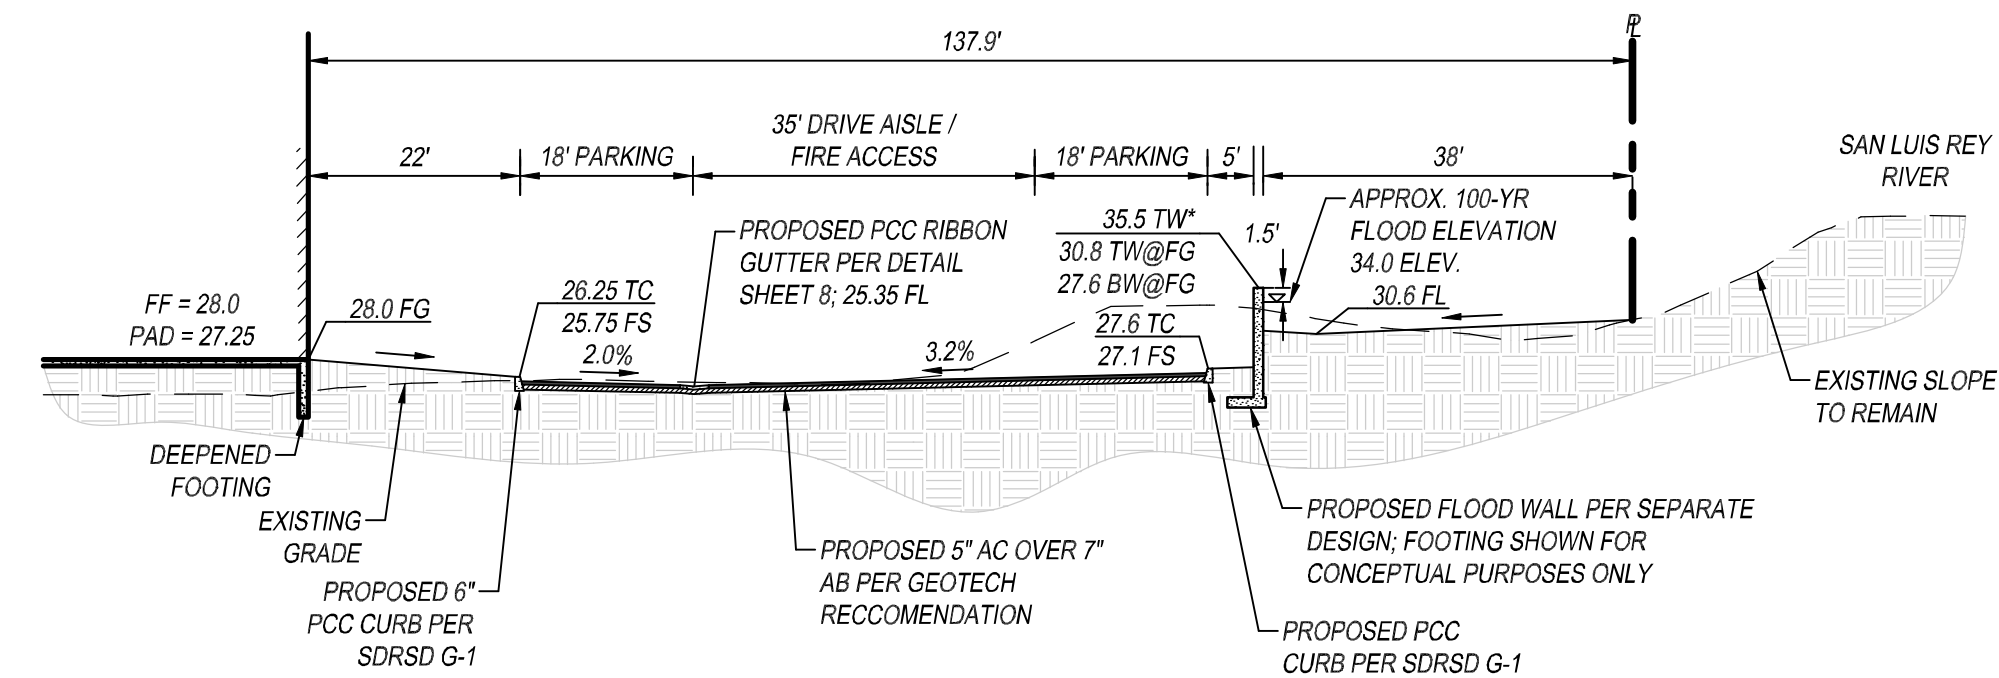 PL
137.9'
35' DRIVE AISLE /
FIRE ACCESS
22'
18' PARKING
18' PARKING
5'
38'
SAN LUIS REY
RIVER
APPROX. 100-YR
FLOOD ELEVATION
34.0 ELEV.
30.6 FL
1.5'
35.5 TW*
30.8 TW@FG
27.6 BW@FG
PROPOSED PCC RIBBON
GUTTER PER DETAIL
SHEET 8; 25.35 FL
26.25 TC
25.75 FS
2.0%
FF = 28.0
PAD = 27.25
28.0 FG
3.2%
27.6 TC
27.1 FS
EXISTING SLOPE
TO REMAIN
DEEPENED
FOOTING
EXISTING
GRADE
PROPOSED 6"
PCC CURB PER
SDRSD G-1
PROPOSED 5" AC OVER 7"
AB PER GEOTECH
RECCOMENDATION
PROPOSED FLOOD WALL PER SEPARATE
DESIGN; FOOTING SHOWN FOR
CONCEPTUAL PURPOSES ONLY
PROPOSED PCC
CURB PER SDRSD G-1